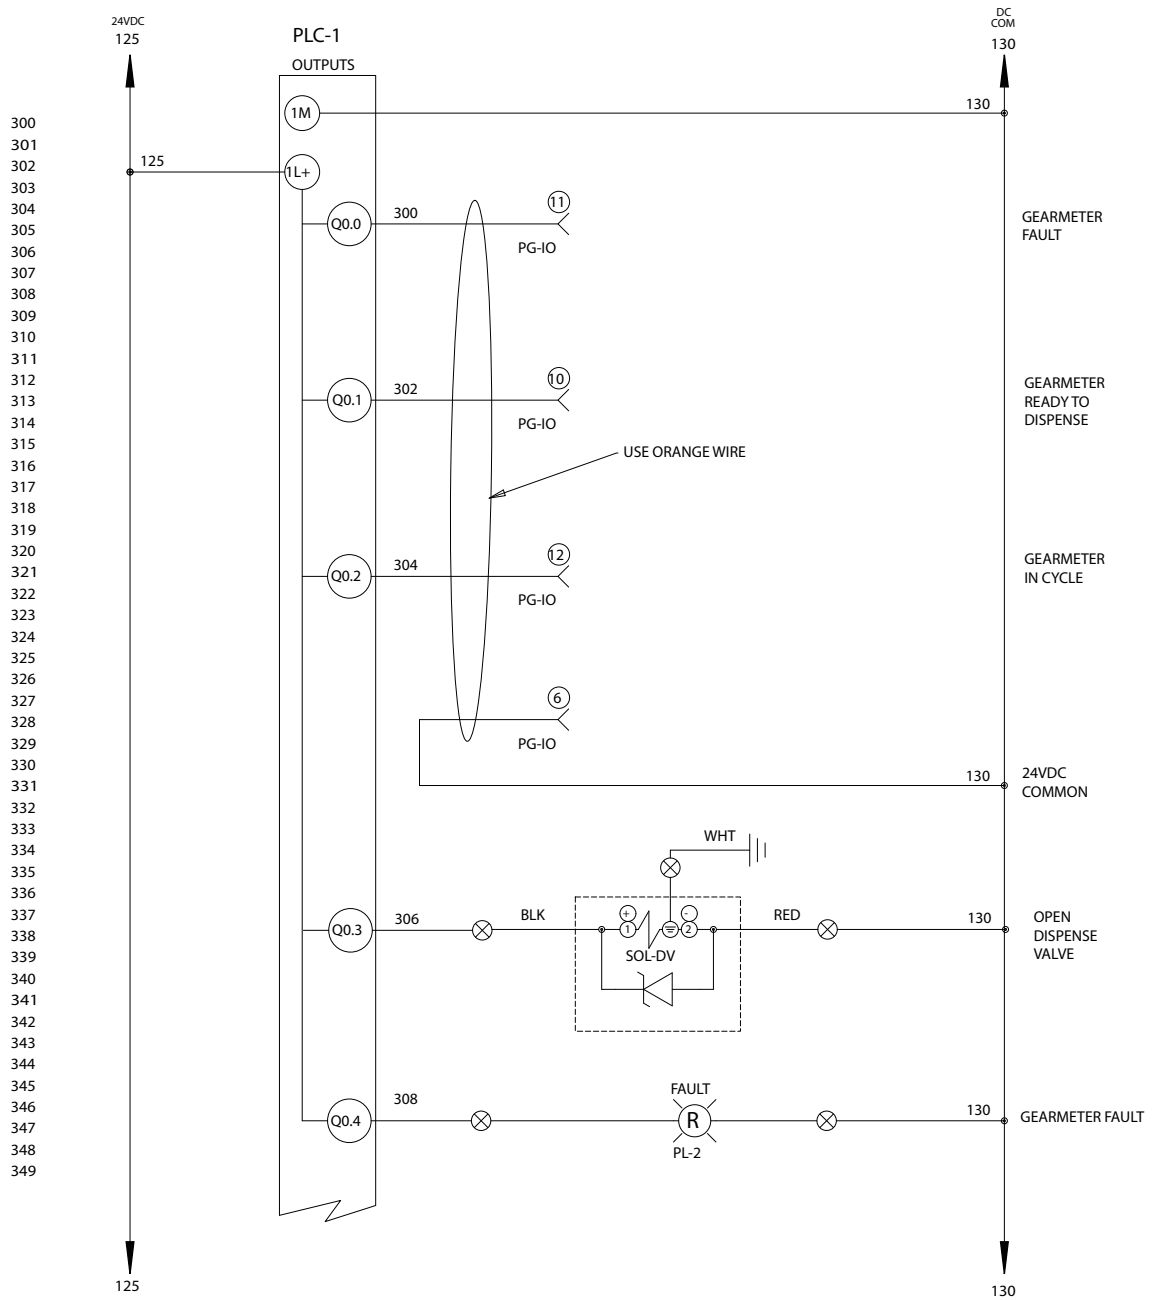 24VDC
125
PLC-1
OUTPUTS
DC
COM
130
300
1M
130
301
302
125
1L+
303
304
11
305
Q0.0
300
GEARMETER
FAULT
306
PG-IO
307
308
309
310
311
312
10
313
Q0.1
302
GEARMETER
READY TO
DISPENSE
314
PG-IO
315
USE ORANGE WIRE
316
317
318
319
320
12
321
Q0.2
304
GEARMETER
IN CYCLE
322
PG-IO
323
324
325
326
327
6
328
329
PG-IO
330
331
130
24VDC
COMMON
332
333
334
WHT
335
336
337
306
BLK
+
-
RED
130
338
Q0.3
1
2
OPEN
DISPENSE
VALVE
339
SOL-DV
340
341
342
343
344
345
FAULT
346
308
130
347
Q0.4
R
GEARMETER FAULT
348
PL-2
349
125
130